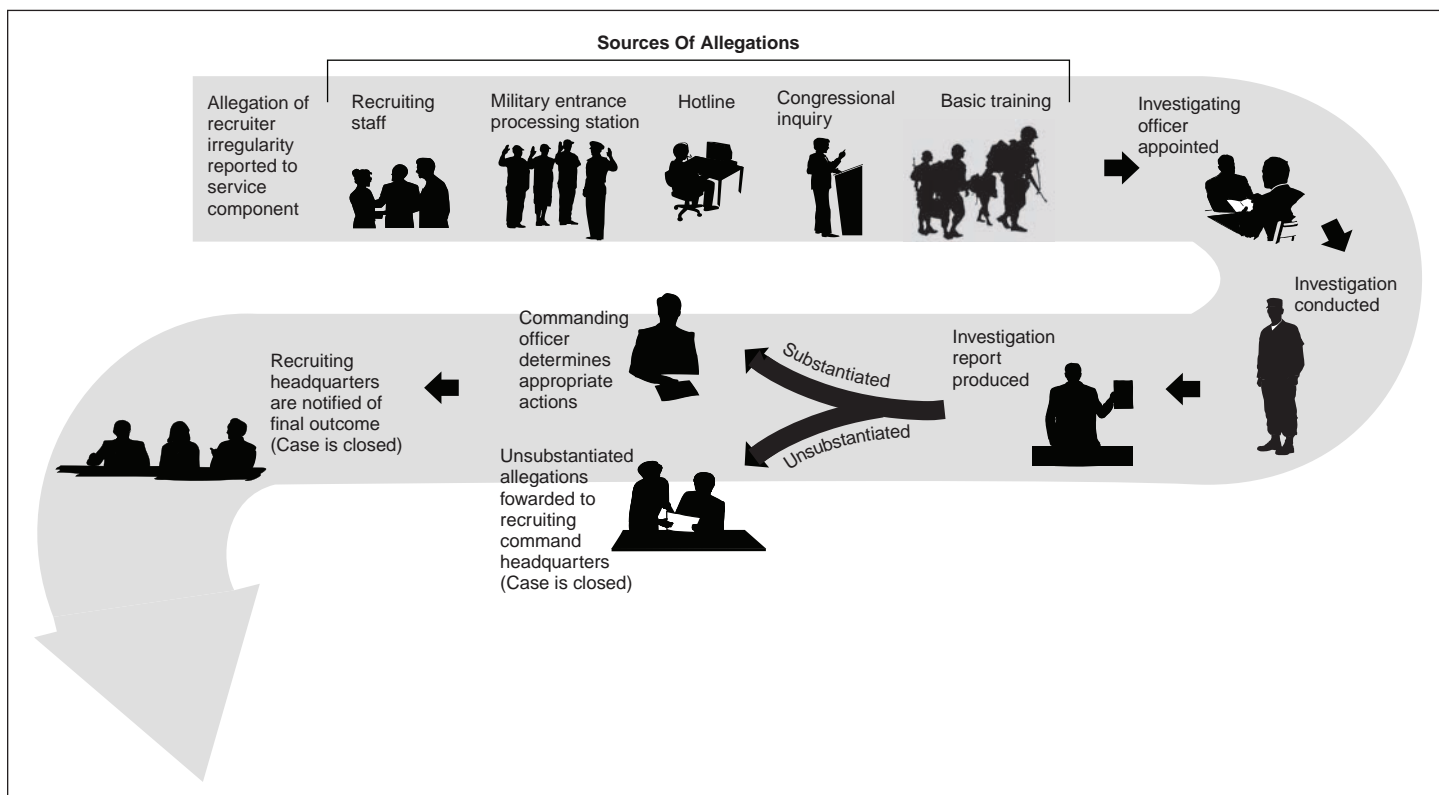 Sources Of Allegations
Allegation of
recruiter
irregularity
reported to
service
component
Recruiting
staff
Military entrance
processing station
Hotline
Congressional
inquiry
Basic training
Investigating
officer
appointed
Investigation
conducted
Investigation
report
produced
Substantiated
Unsubstantiated
Commanding
officer
determines
appropriate
actions
Unsubstantiated
allegations
fowarded to
recruiting
command
headquarters
(Case is closed)
Recruiting
headquarters
are notified of
final outcome
(Case is closed)